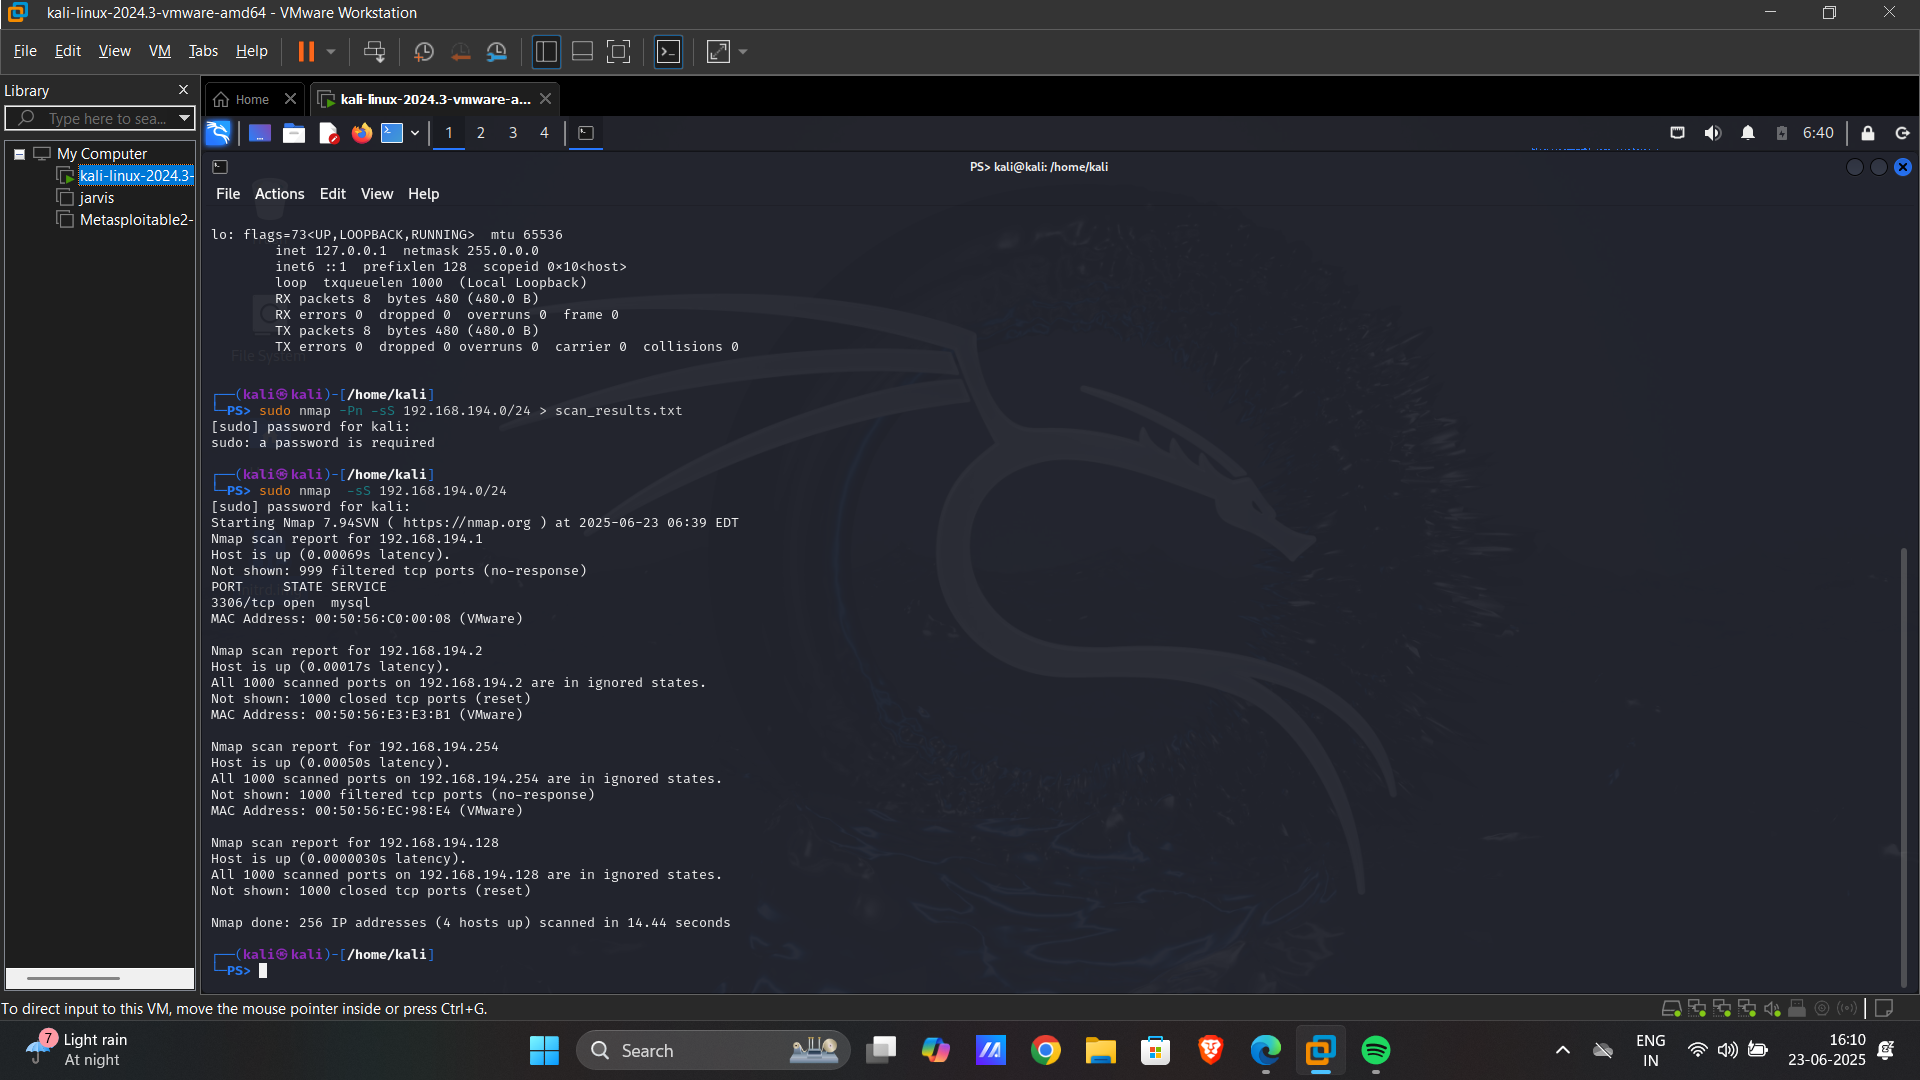 kali-linux-2024.3-vmware-amd64 - VMware Workstation
File Edit View VM Tabs Help
Library
Type here to sea...
My Computer
kali-linux-2024.3-
jarvis
Metasploitable2-
Home
kali-linux-2024.3-vmware-a...
1 2 3 4
6:40
PS> kali@kali: /home/kali
File Actions Edit View Help
lo: flags=73<UP,LOOPBACK,RUNNING>  mtu 65536
inet 127.0.0.1  netmask 255.0.0.0
inet6 ::1  prefixlen 128  scopeid 0×10<host>
loop  txqueuelen 1000  (Local Loopback)
RX packets 8  bytes 480 (480.0 B)
RX errors 0  dropped 0  overruns 0  frame 0
TX packets 8  bytes 480 (480.0 B)
TX errors 0  dropped 0 overruns 0  carrier 0  collisions 0
File System
┌──(kali㉿kali)-[/home/kali]
└─PS> sudo nmap -Pn -sS 192.168.194.0/24 > scan_results.txt
[sudo] password for kali:
sudo: a password is required
┌──(kali㉿kali)-[/home/kali]
└─PS> sudo nmap  -sS 192.168.194.0/24
[sudo] password for kali:
Starting Nmap 7.94SVN ( https://nmap.org ) at 2025-06-23 06:39 EDT
Nmap scan report for 192.168.194.1
Host is up (0.00069s latency).
Not shown: 999 filtered tcp ports (no-response)
PORT     STATE SERVICE
3306/tcp open  mysql
MAC Address: 00:50:56:C0:00:08 (VMware)
Nmap scan report for 192.168.194.2
Host is up (0.00017s latency).
All 1000 scanned ports on 192.168.194.2 are in ignored states.
Not shown: 1000 closed tcp ports (reset)
MAC Address: 00:50:56:E3:E3:B1 (VMware)
Nmap scan report for 192.168.194.254
Host is up (0.00050s latency).
All 1000 scanned ports on 192.168.194.254 are in ignored states.
Not shown: 1000 filtered tcp ports (no-response)
MAC Address: 00:50:56:EC:98:E4 (VMware)
Nmap scan report for 192.168.194.128
Host is up (0.0000030s latency).
All 1000 scanned ports on 192.168.194.128 are in ignored states.
Not shown: 1000 closed tcp ports (reset)
Nmap done: 256 IP addresses (4 hosts up) scanned in 14.44 seconds
┌──(kali㉿kali)-[/home/kali]
└─PS>
To direct input to this VM, move the mouse pointer inside or press Ctrl+G.
7
Light rain
At night
Search
ENG
IN
16:10
23-06-2025